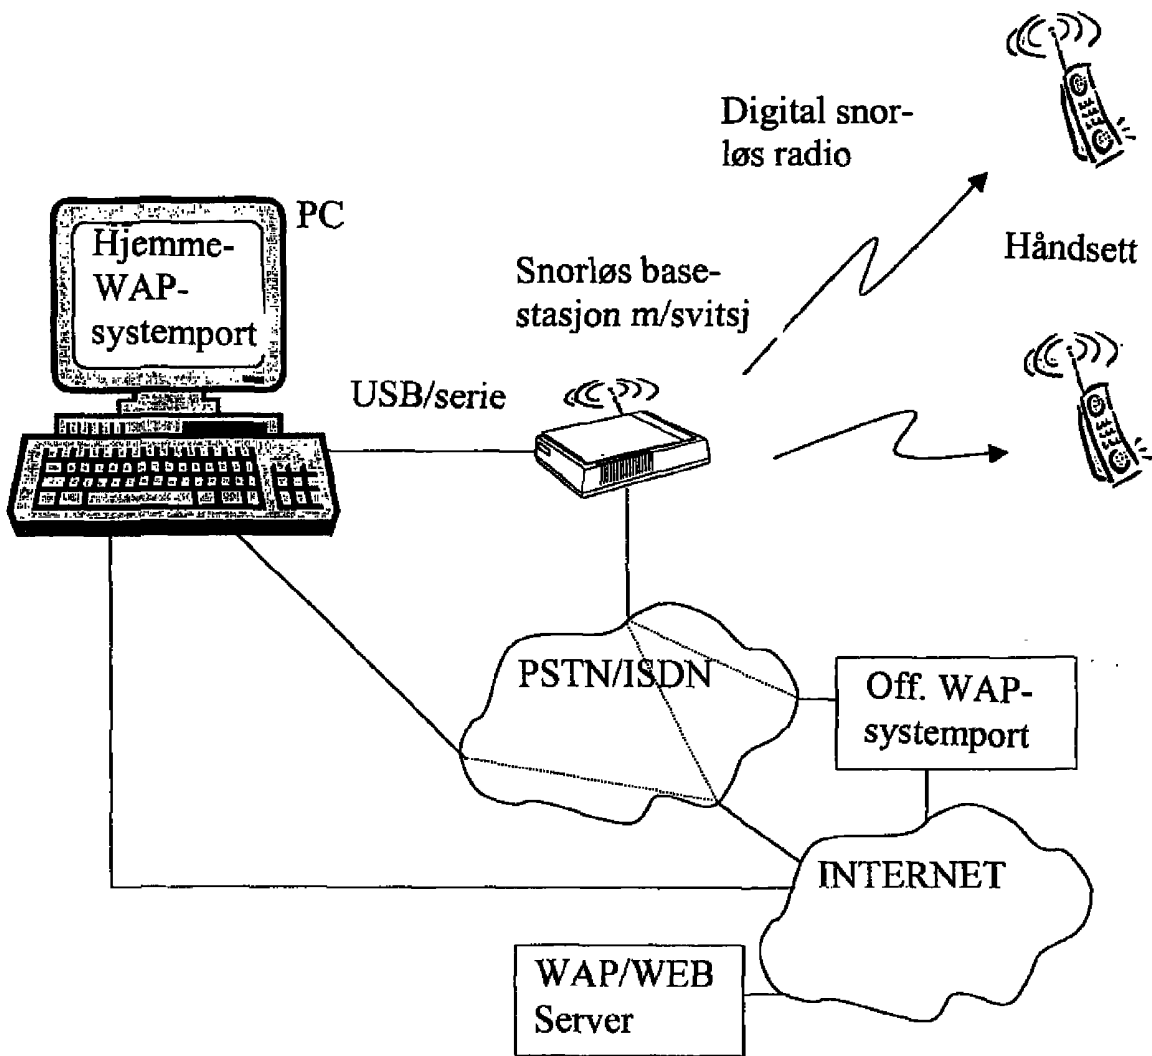 Digital snor-
løs radio
PC
Hjemme-
WAP-
systemport
Håndsett
Snorløs base-
stasjon m/svitsj
USB/serie
PSTN/ISDN
Off. WAP-
systemport
INTERNET
WAP/WEB
Server